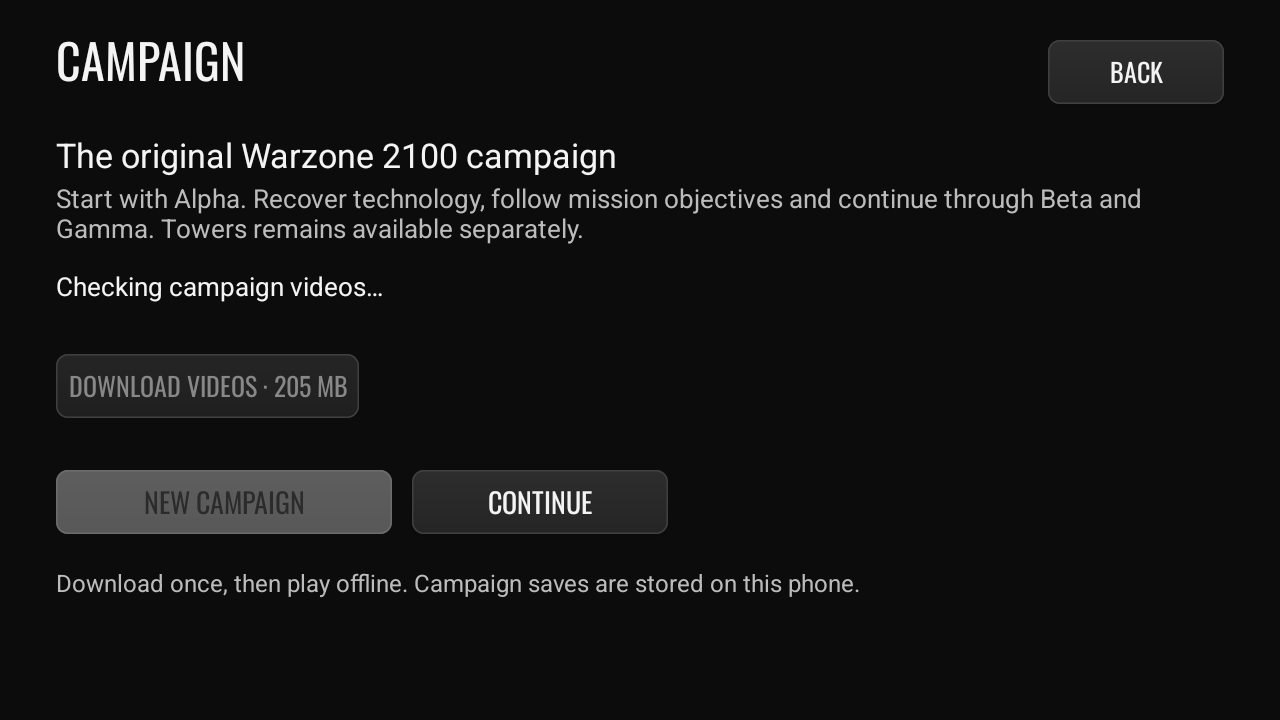 CAMPAIGN
BACK
The original Warzone 2100 campaign
Start with Alpha. Recover technology, follow mission objectives and continue through Beta and
Gamma. Towers remains available separately.
Checking campaign videos…
DOWNLOAD VIDEOS · 205 MB
NEW CAMPAIGN
CONTINUE
Download once, then play offline. Campaign saves are stored on this phone.